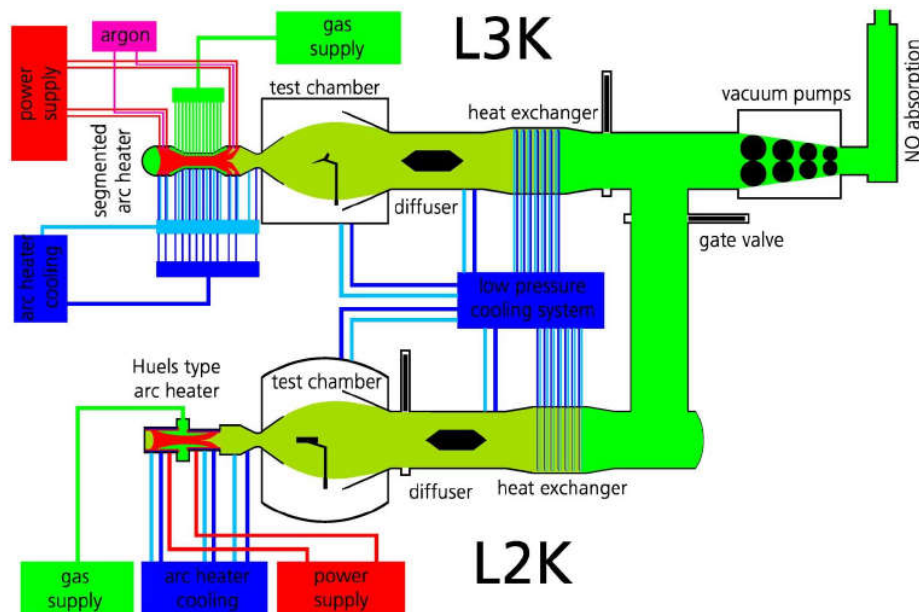 gas
supply
L3K
argon
power
supply
test chamber
heat exchanger
vacuum pumps
NO absorption
segmented
arc heater
diffuser
gate valve
arc heater
cooling
low pressure
cooling system
Huels type
arc heater
test chamber
diffuser
heat exchanger
L2K
gas
supply
arc heater
cooling
power
supply